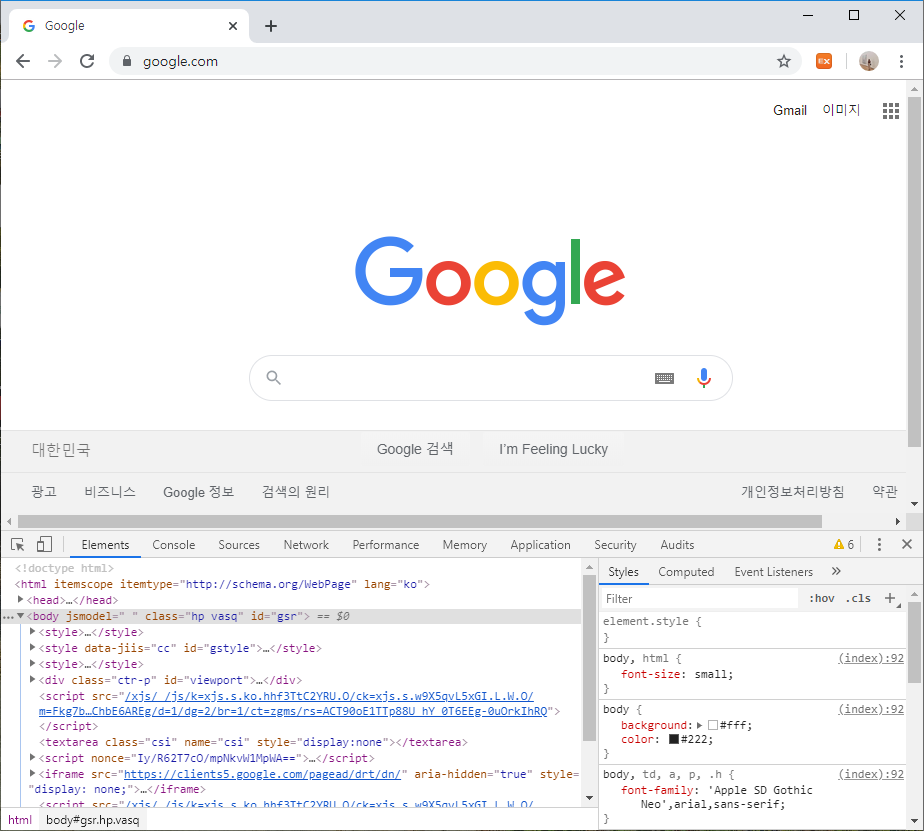 Google
google.com
EX
Gmail 이미지
Google
대한민국 Google 검색 I'm Feeling Lucky
광고 비즈니스 Google 정보 검색의 원리 개인정보처리방침 약관
Elements Console Sources Network Performance Memory Application Security Audits 6
<!doctype html>
<html itemscope itemtype="http://schema.org/WebPage" lang="ko">
<head>…</head>
<body jsmodel=" " class="hp vasq" id="gsr"> == $0
<style>…</style>
<style data-jiis="cc" id="gstyle">…</style>
<style>…</style>
<div class="ctr-p" id="viewport">…</div>
<script src="/xjs/_/js/k=xjs.s.ko.hhf3TtC2YRU.O/ck=xjs.s.w9X5qvL5xGI.L.W.O/
m=Fkg7b…ChbE6AREg/d=1/dg=2/br=1/ct=zgms/rs=ACT90oE1TTp88U_hY_0T6EEg-0uOrkIhRQ">
</script>
<textarea class="csi" name="csi" style="display:none"></textarea>
<script nonce="Iy/R62T7cO/mpNkvWlMpWA==">…</script>
<iframe src="https://clients5.google.com/pagead/drt/dn/" aria-hidden="true" style=
"display: none;">…</iframe>
<script src="/xjs/_/js/k=xjs.s.ko.hhf3TtC2YRU.O/ck=xjs.s.w9X5qvL5xGI.L.W.O/
html body#gsr.hp.vasq
Styles Computed Event Listeners »
Filter :hov .cls +
element.style {
}
body, html { (index):92
font-size: small;
}
body { (index):92
background: #fff;
color: #222;
}
body, td, a, p, .h { (index):92
font-family: 'Apple SD Gothic
Neo',arial,sans-serif;
}